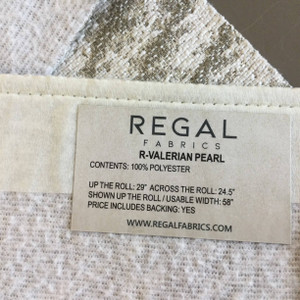 REGAL
FABRICS
R-VALERIAN PEARL
CONTENTS: 100% POLYESTER
UP THE ROLL: 29" ACROSS THE ROLL: 24.5"
SHOWN UP THE ROLL / USABLE WIDTH: 58"
PRICE INCLUDES BACKING: YES
WWW.REGALFABRICS.COM